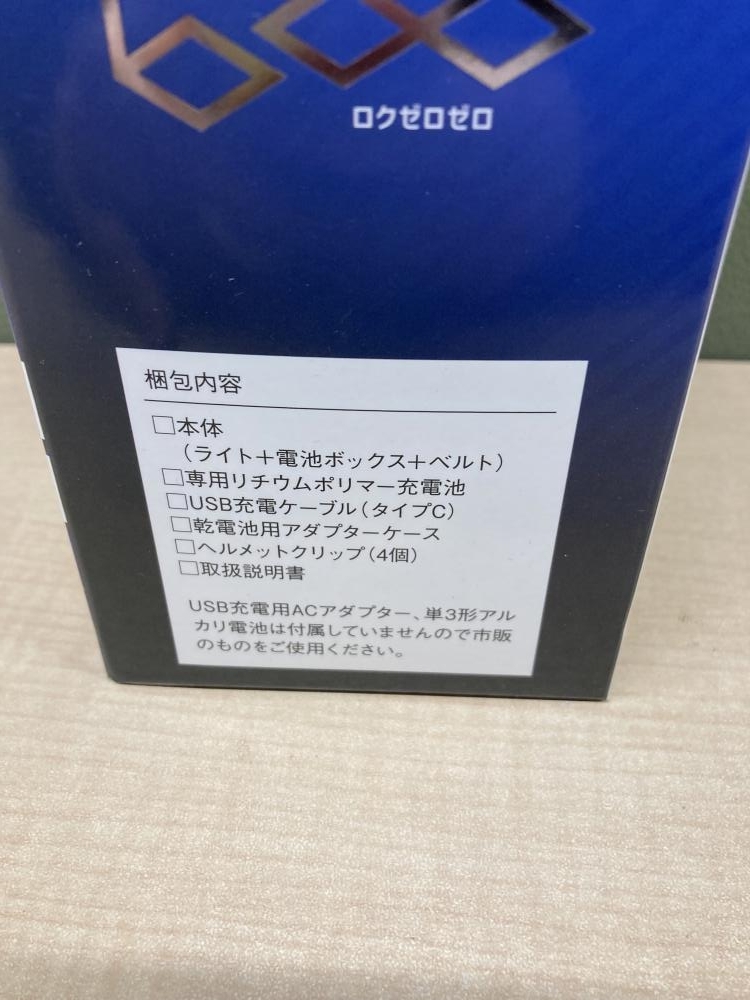 600
ロクゼロゼロ
梱包内容
□本体
（ライト＋電池ボックス＋ベルト）
□専用リチウムポリマー充電池
□USB充電ケーブル（タイプC）
□乾電池用アダプターケース
□ヘルメットクリップ（4個）
□取扱説明書
USB充電用ACアダプター、単3形アル
カリ電池は付属していませんので市販
のものをご使用ください。